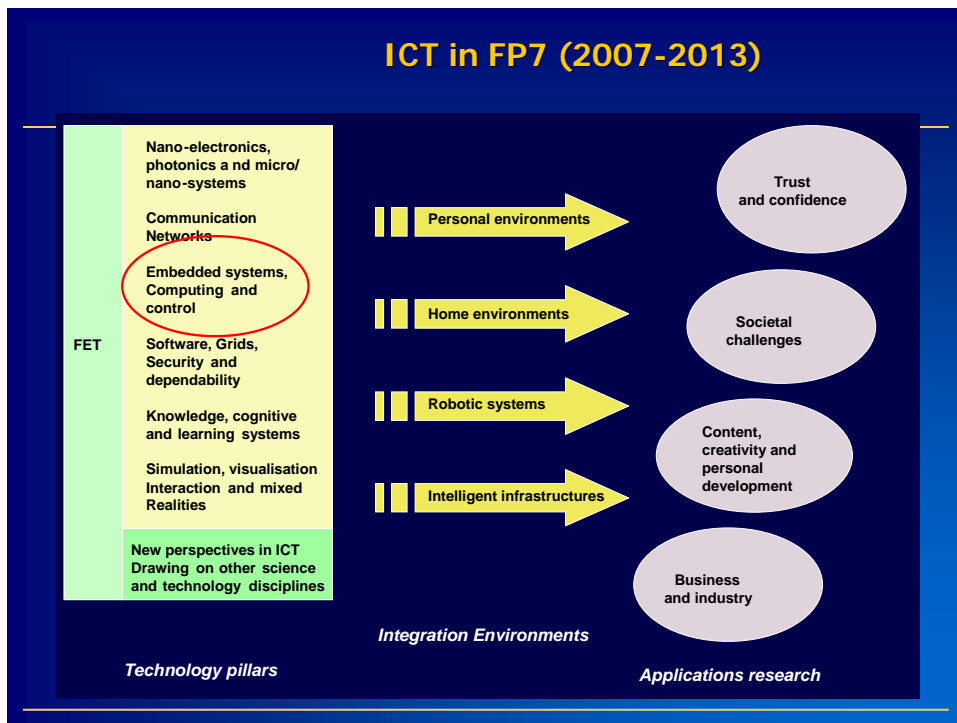 ICT in FP7 (2007-2013)
FET
Nano-electronics,
photonics a nd micro/
nano-systems
Communication
Networks
Embedded systems,
Computing and
control
Software, Grids,
Security and
dependability
Knowledge, cognitive
and learning systems
Simulation, visualisation
Interaction and mixed
Realities
New perspectives in ICT
Drawing on other science
and technology disciplines
Technology pillars
Personal environments
Home environments
Robotic systems
Intelligent infrastructures
Integration Environments
Trust
and confidence
Societal
challenges
Content,
creativity and
personal
development
Business
and industry
Applications research